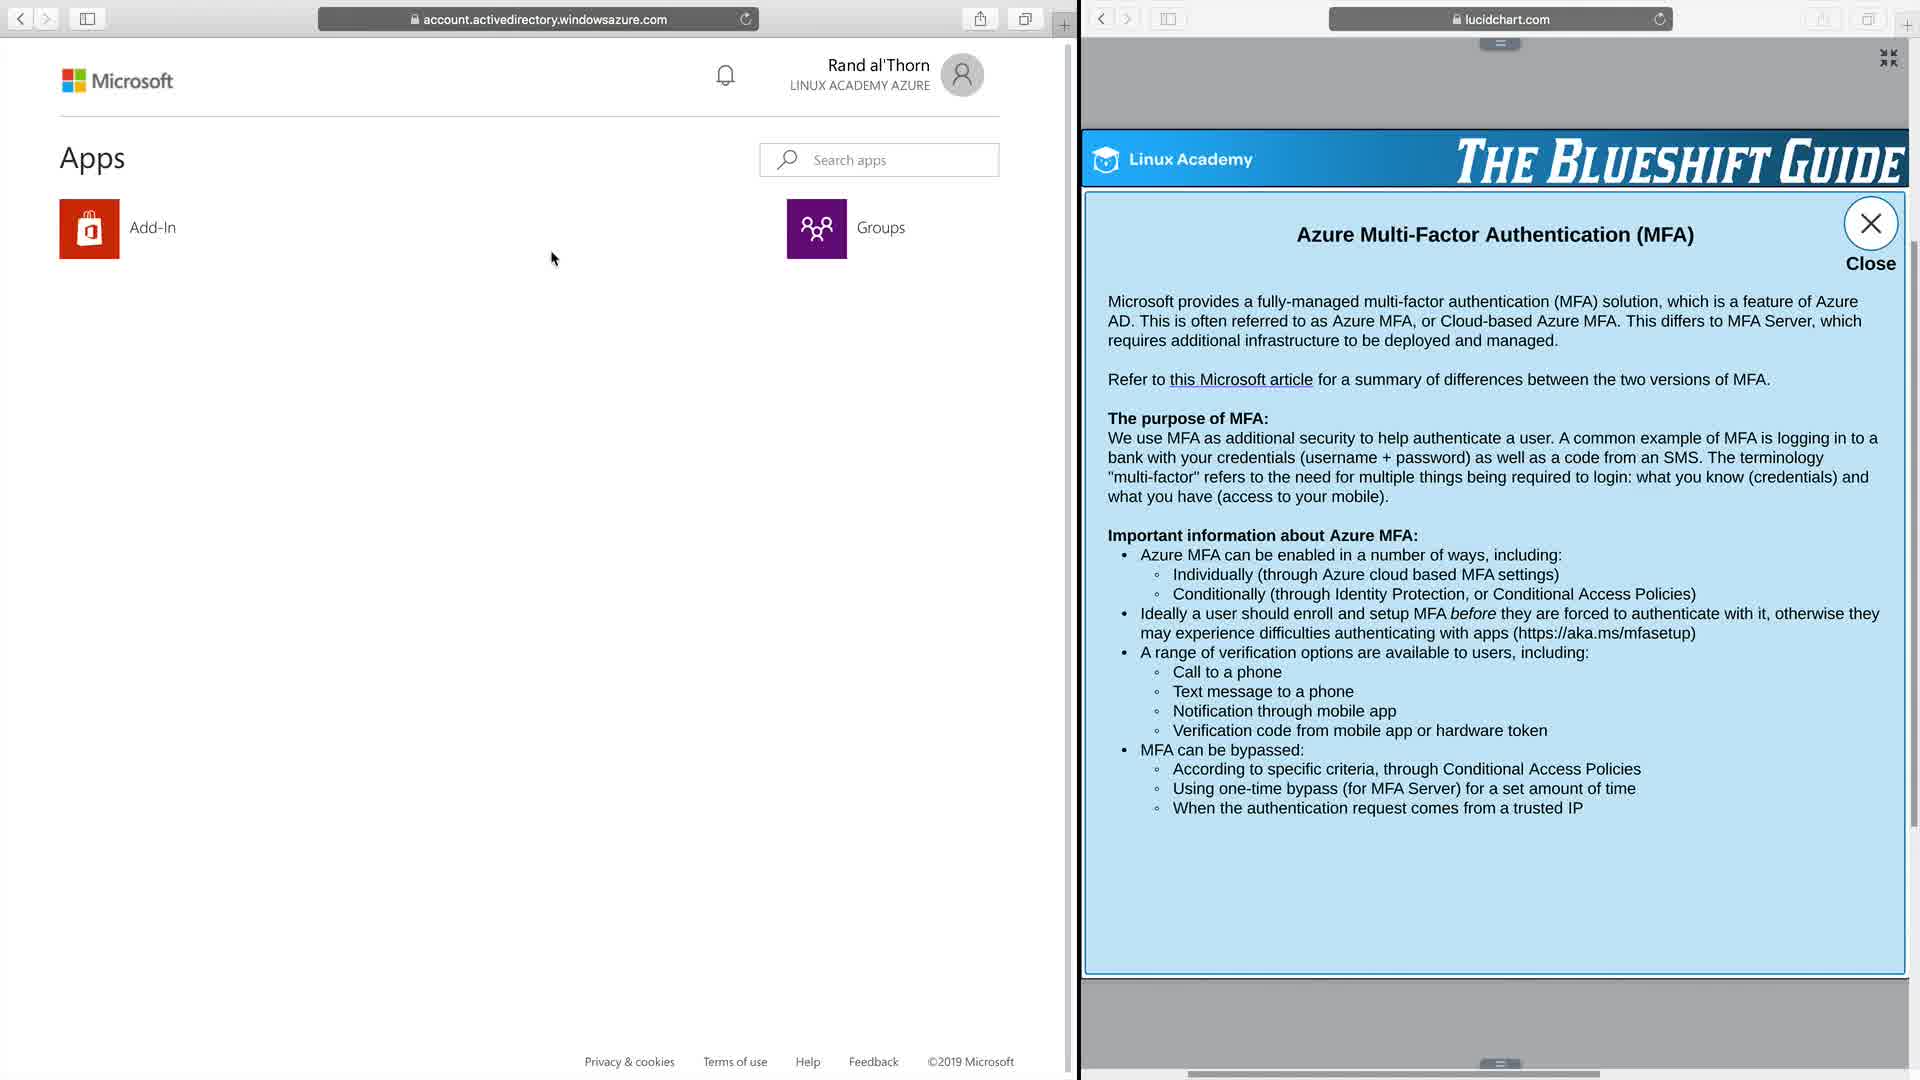 account.activedirectory.windowsazure.com
lucidchart.com
Microsoft
Rand al'Thorn
LINUX ACADEMY AZURE
Apps
Search apps
Add-In
Groups
Privacy & cookies
Terms of use
Help
Feedback
©2019 Microsoft
Linux Academy
THE BLUESHIFT GUIDE
Azure Multi-Factor Authentication (MFA)
Close
Microsoft provides a fully-managed multi-factor authentication (MFA) solution, which is a feature of Azure
AD. This is often referred to as Azure MFA, or Cloud-based Azure MFA. This differs to MFA Server, which
requires additional infrastructure to be deployed and managed.
Refer to this Microsoft article for a summary of differences between the two versions of MFA.
The purpose of MFA:
We use MFA as additional security to help authenticate a user. A common example of MFA is logging in to a
bank with your credentials (username + password) as well as a code from an SMS. The terminology
"multi-factor" refers to the need for multiple things being required to login: what you know (credentials) and
what you have (access to your mobile).
Important information about Azure MFA:
• Azure MFA can be enabled in a number of ways, including:
◦ Individually (through Azure cloud based MFA settings)
◦ Conditionally (through Identity Protection, or Conditional Access Policies)
• Ideally a user should enroll and setup MFA before they are forced to authenticate with it, otherwise they
may experience difficulties authenticating with apps (https://aka.ms/mfasetup)
• A range of verification options are available to users, including:
◦ Call to a phone
◦ Text message to a phone
◦ Notification through mobile app
◦ Verification code from mobile app or hardware token
• MFA can be bypassed:
◦ According to specific criteria, through Conditional Access Policies
◦ Using one-time bypass (for MFA Server) for a set amount of time
◦ When the authentication request comes from a trusted IP